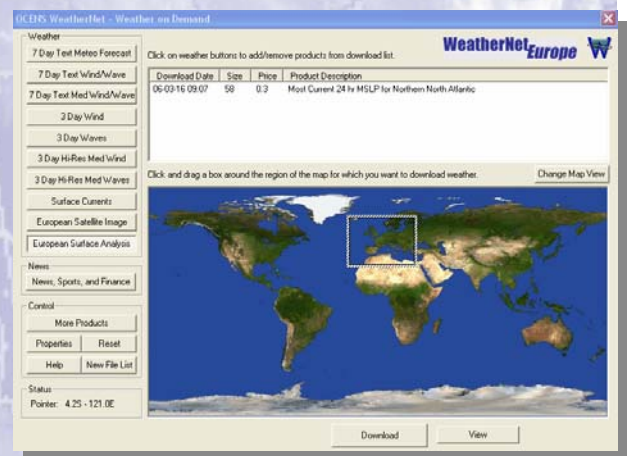 OCENS WeatherNet - Weather on Demand
Weather
7 Day Text Meteo Forecast
7 Day Text Wind/Wave
7 Day Text Med Wind/Wave
3 Day Wind
3 Day Waves
3 Day Hi-Res Med Wind
3 Day Hi-Res Med Waves
Surface Currents
European Satellite Image
European Surface Analysis
News
News, Sports, and Finance
Control
More Products
Properties Reset
Help New File List
Status
Pointer: 4.2S - 121.0E
Click on weather buttons to add/remove products from download list.
WeatherNet Europe W
Download Date Size Price Product Description
06-03-16 09:07 58 0.3 Most Current 24 hr MSLP for Northern North Atlantic
Click and drag a box around the region of the map for which you want to download weather.
Change Map View
Download View